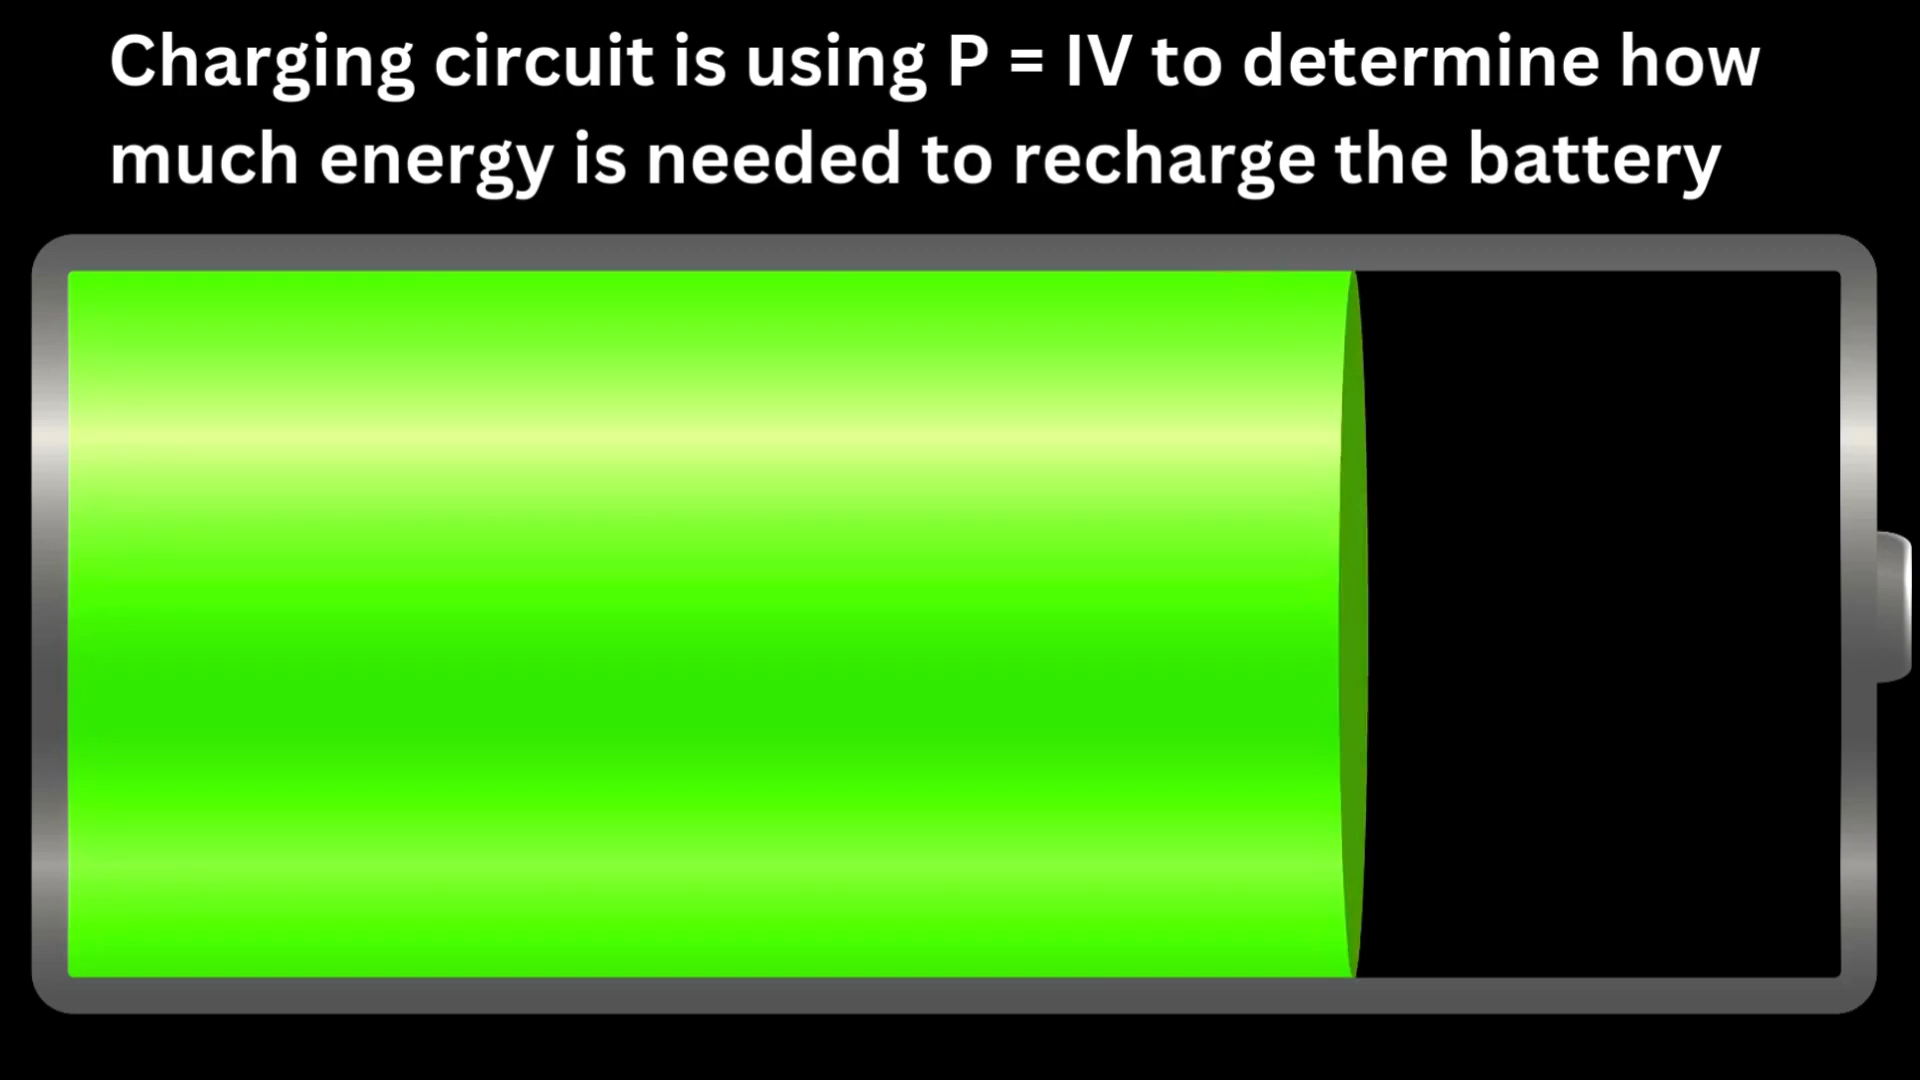 Charging circuit is using P = IV to determine how
much energy is needed to recharge the battery